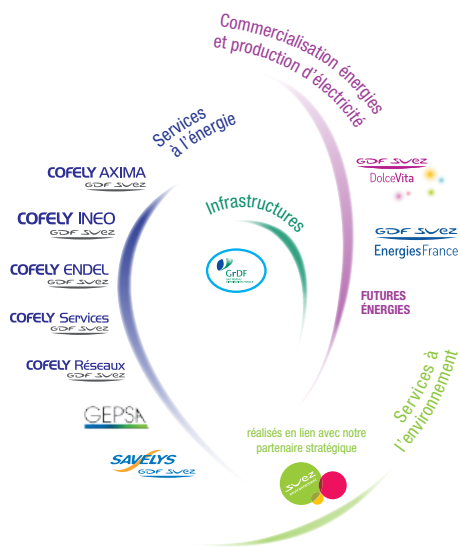 Commercialisation énergies
et production d'électricité
Services
à l'énergie
COFELY AXIMA
GDF SUEZ
COFELY INEO
GDF SUEZ
COFELY ENDEL
GDF SUEZ
COFELY Services
GDF SUEZ
COFELY Réseaux
GDF SUEZ
GEPSA
SAVELYS
GDF SUEZ
Infrastructures
GrDF
GDF SUEZ
DolceVita
GDF SUEZ
EnergiesFrance
FUTURES
ÉNERGIES
Services à
l'environnement
réalisés en lien avec notre
partenaire stratégique
SUEZ